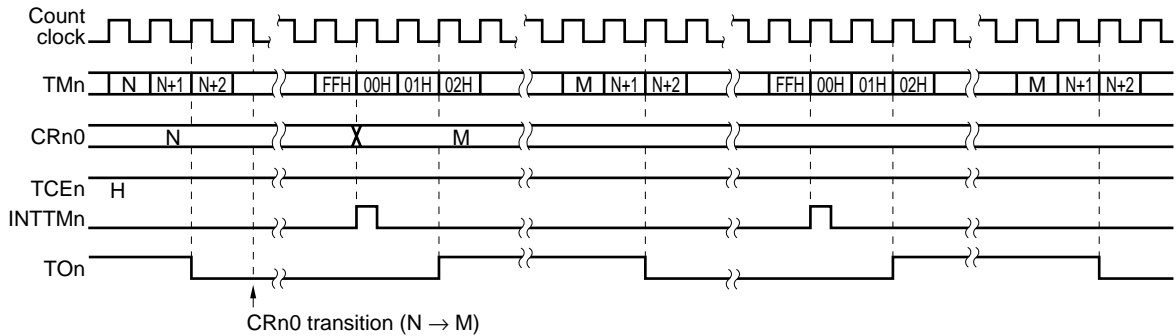 Count
clock
TMn N N+1 N+2 FFH 00H 01H 02H M N+1 N+2 FFH 00H 01H 02H M N+1 N+2
CRn0 N M
TCEn H
INTTMn
TOn
CRn0 transition (N → M)